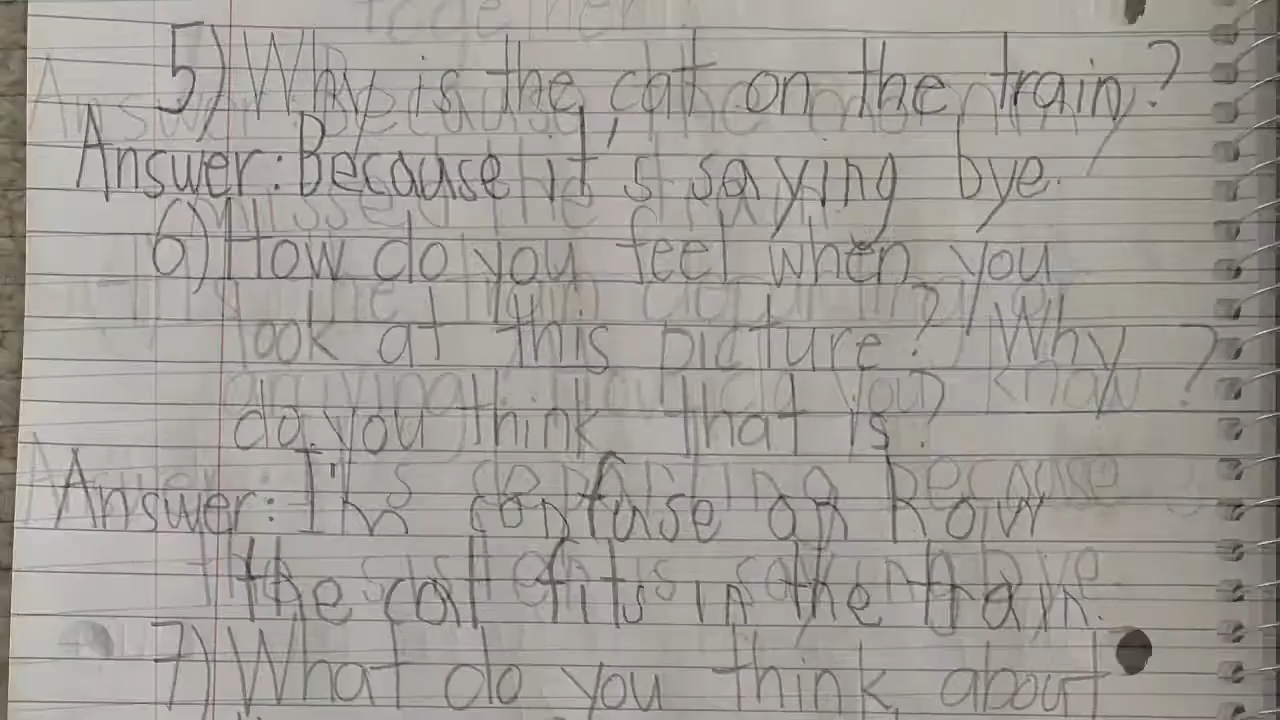 5) Why is the cat on the train?
Answer: Because it's saying bye.
6) How do you feel when you
look at this picture? Why
do you think that is?
Answer: I'm confuse on how
the cat fits in the train.
7) What do you think about